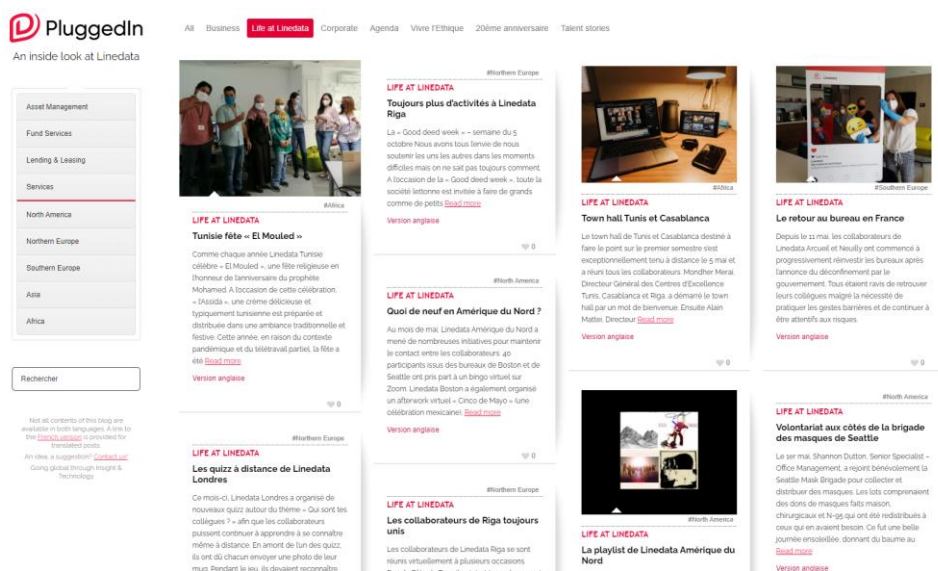 PluggedIn
An inside look at Linedata
Asset Management
Fund Services
Lending & Leasing
Services
North America
Northern Europe
Southern Europe
Asia
Africa
Rechercher
Not all contents of this blog are
available in both languages. A link to
the French version is provided for
translated posts.
An idea, a suggestion? Contact us!
Going global through Insight &
Technology
All Business Life at Linedata Corporate Agenda Vivre l'Ethique 20ème anniversaire Talent stories
#Africa
LIFE AT LINEDATA
Tunisie fête « El Mouled »
Comme chaque année Linedata Tunisie
célèbre « El Mouled », une fête religieuse en
l'honneur de l'anniversaire du prophète
Mohamed. A l'occasion de cette célébration,
« l'Assida », une crème délicieuse et
typiquement tunisienne est préparée et
distribuée dans une ambiance traditionnelle et
festive. Cette année, en raison du contexte
pandémique et du télétravail partiel, la fête a
été Read more
Version anglaise
0
#Northern Europe
LIFE AT LINEDATA
Les quizz à distance de Linedata
Londres
Ce mois-ci, Linedata Londres a organisé de
nouveaux quizz autour du thème « Qui sont tes
collègues ? » afin que les collaborateurs
puissent continuer à apprendre à se connaître
même à distance. En amont de l'un des quizz,
ils ont dû chacun envoyer une photo de leur
mug. Pendant le jeu, ils devaient reconnaître
#Northern Europe
LIFE AT LINEDATA
Toujours plus d'activités à Linedata
Riga
La « Good deed week » – semaine du 5
octobre Nous avons tous l'envie de nous
soutenir les uns les autres dans les moments
difficiles mais on ne sait pas toujours comment.
A l'occasion de la « Good deed week », toute la
société lettonne est invitée à faire de grands
comme de petits Read more
Version anglaise
0
#North America
LIFE AT LINEDATA
Quoi de neuf en Amérique du Nord ?
Au mois de mai, Linedata Amérique du Nord a
mené de nombreuses initiatives pour maintenir
le contact entre les collaborateurs. 40
participants issus des bureaux de Boston et de
Seattle ont pris part à un bingo virtuel sur
Zoom. Linedata Boston a également organisé
un afterwork virtuel « Cinco de Mayo » (une
célébration mexicaine). Read more
Version anglaise
0
#Northern Europe
LIFE AT LINEDATA
Les collaborateurs de Riga toujours
unis
Les collaborateurs de Linedata Riga se sont
réunis virtuellement à plusieurs occasions.
#Africa
LIFE AT LINEDATA
Town hall Tunis et Casablanca
Le town hall de Tunis et Casablanca destiné à
faire le point sur le premier semestre s'est
exceptionnellement tenu à distance le 5 mai et
a réuni tous les collaborateurs. Mondher Merai,
Directeur Général des Centres d'Excellence
Tunis, Casablanca et Riga, a démarré le town
hall par un mot de bienvenue. Ensuite Alain
Mattei, Directeur Read more
Version anglaise
0
#North America
LIFE AT LINEDATA
La playlist de Linedata Amérique du
Nord
#Southern Europe
LIFE AT LINEDATA
Le retour au bureau en France
Depuis le 11 mai, les collaborateurs de
Linedata Arcueil et Neuilly ont commencé à
progressivement réinvestir les bureaux après
l'annonce du déconfinement par le
gouvernement. Tous étaient ravis de retrouver
leurs collègues malgré la nécessité de
pratiquer les gestes barrières et de continuer à
être attentifs aux risques.
Version anglaise
0
#North America
LIFE AT LINEDATA
Volontariat aux côtés de la brigade
des masques de Seattle
Le 1er mai, Shannon Dutton, Senior Specialist –
Office Management, a rejoint bénévolement la
Seattle Mask Brigade pour collecter et
distribuer des masques. Les lots comprenaient
des dons de masques faits maison,
chirurgicaux et N-95 qui ont été redistribués à
ceux qui en avaient besoin. Ce fut une belle
journée ensoleillée, donnant du baume au
Read more
Version anglaise